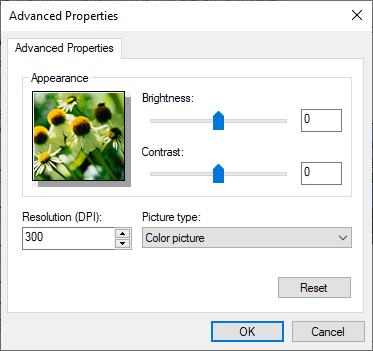 Advanced Properties
Advanced Properties
Appearance
Brightness:
0
Contrast:
0
Resolution (DPI):
Picture type:
300
Color picture
Reset
OK
Cancel